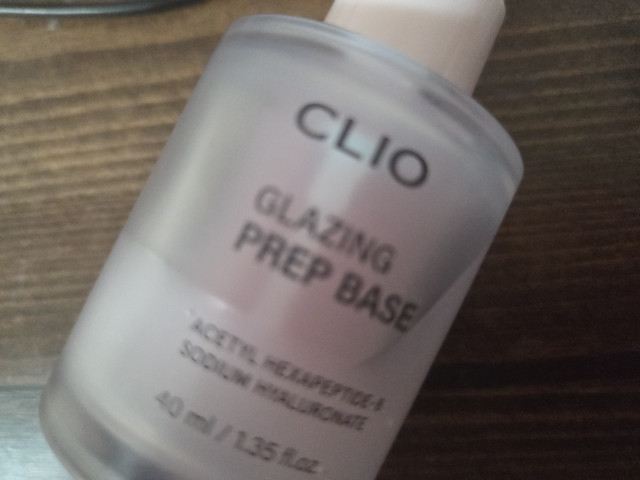 CLIO
GLAZING
PREP BASE
ACETYL HEXAPEPTIDE-8
SODIUM HYALURONATE
40 ml / 1.35 fl.oz